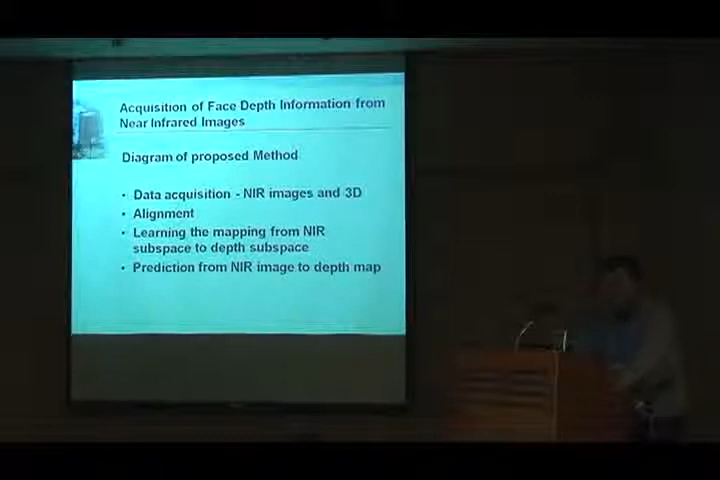 Acquisition of Face Depth Information from
Near Infrared Images
Diagram of proposed Method
• Data acquisition - NIR images and 3D
• Alignment
• Learning the mapping from NIR
subspace to depth subspace
• Prediction from NIR image to depth map